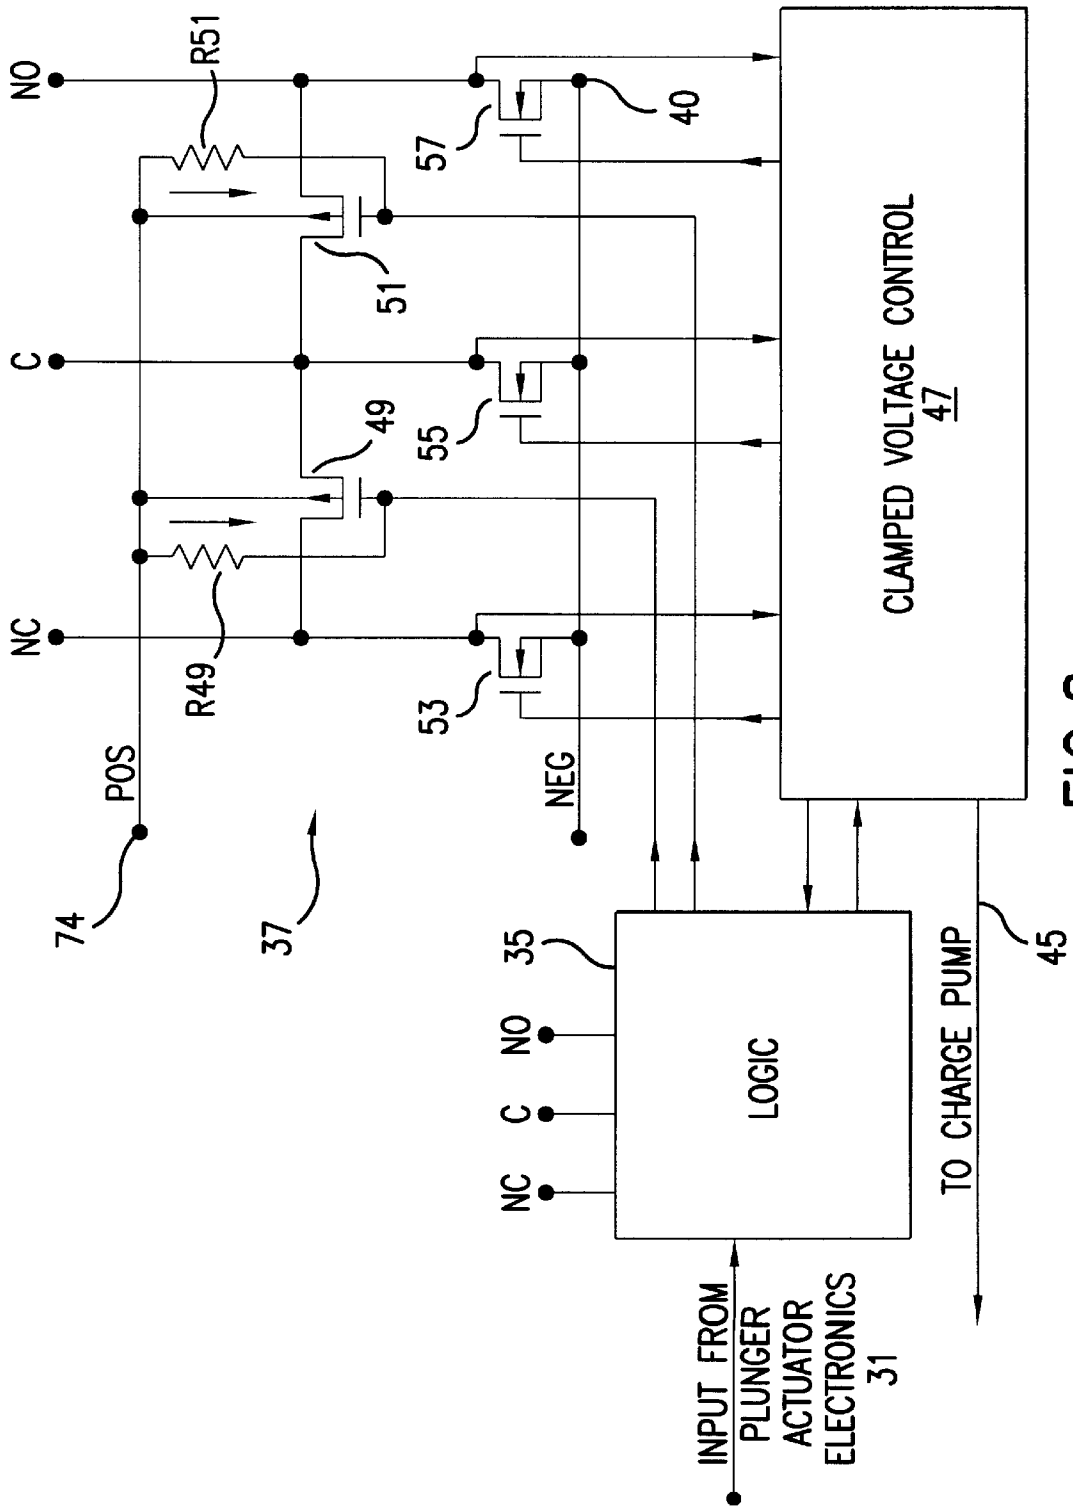 NC
C
NO
74
POS
R49
R51
37
49
51
53
55
57
NEG
40
NC
C
NO
35
INPUT FROM
PLUNGER
ACTUATOR
ELECTRONICS
31
LOGIC
CLAMPED VOLTAGE CONTROL
47
TO CHARGE PUMP
45
FIG.